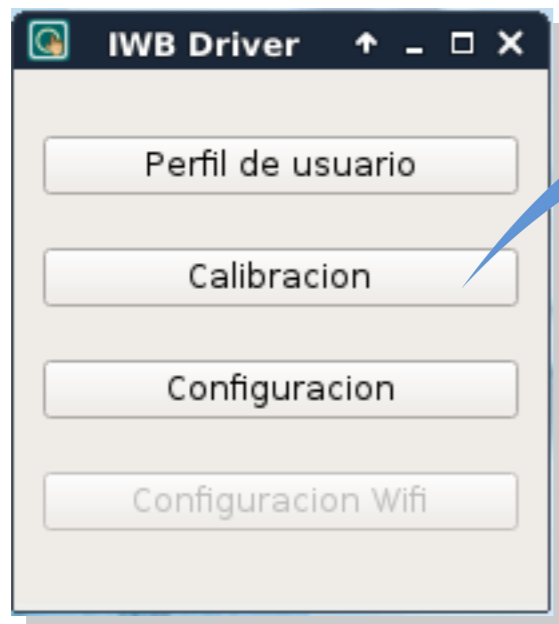 IWB Driver
Perfil de usuario
Calibracion
Configuracion
Configuracion Wifi